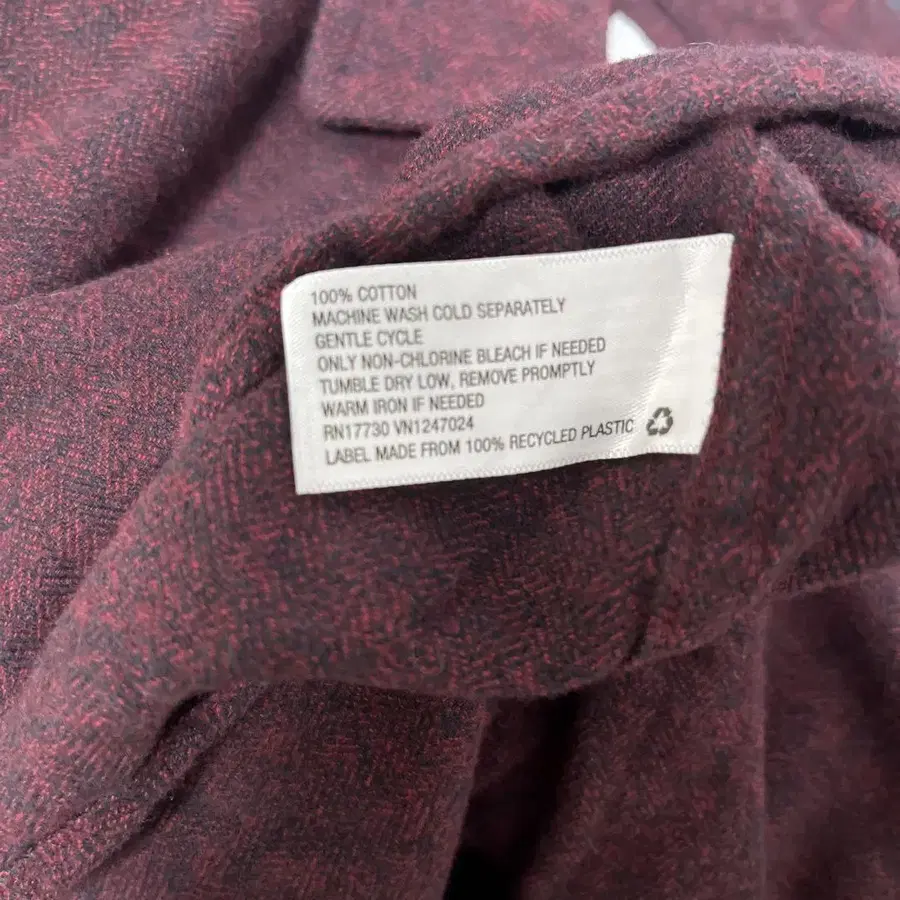 100% COTTON
MACHINE WASH COLD SEPARATELY
GENTLE CYCLE
ONLY NON-CHLORINE BLEACH IF NEEDED
TUMBLE DRY LOW, REMOVE PROMPTLY
WARM IRON IF NEEDED
RN17730 VN1247024
LABEL MADE FROM 100% RECYCLED PLASTIC